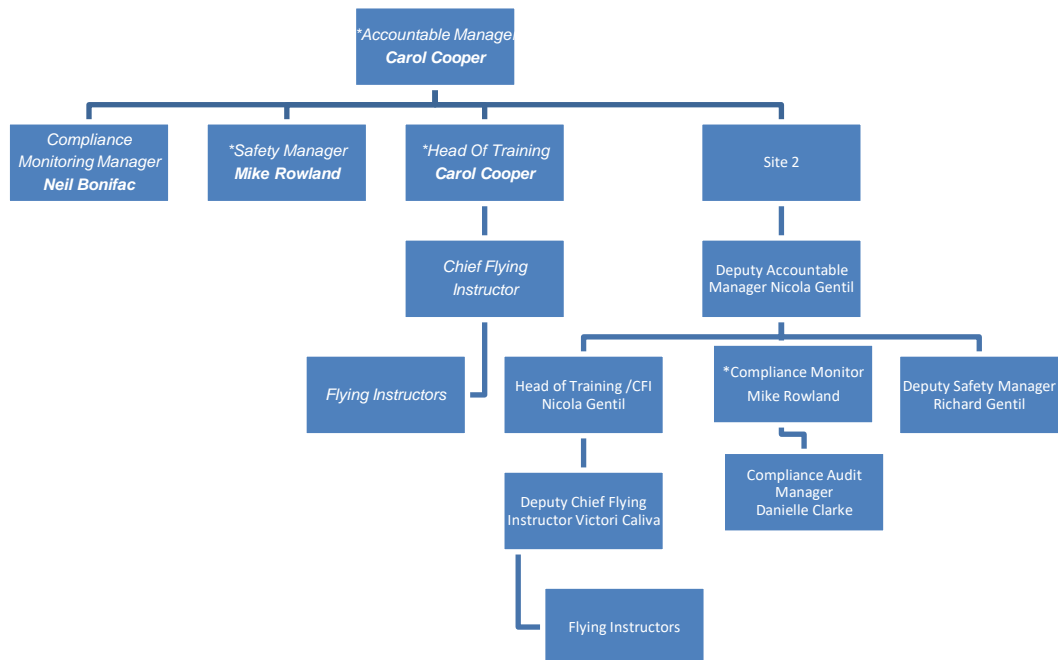 *Accountable Manager
Carol Cooper
Compliance
Monitoring Manager
Neil Bonifac
*Safety Manager
Mike Rowland
*Head Of Training
Carol Cooper
Site 2
Chief Flying
Instructor
Deputy Accountable
Manager Nicola Gentil
Flying Instructors
Head of Training /CFI
Nicola Gentil
*Compliance Monitor
Mike Rowland
Deputy Safety Manager
Richard Gentil
Deputy Chief Flying
Instructor Victori Caliva
Compliance Audit
Manager
Danielle Clarke
Flying Instructors